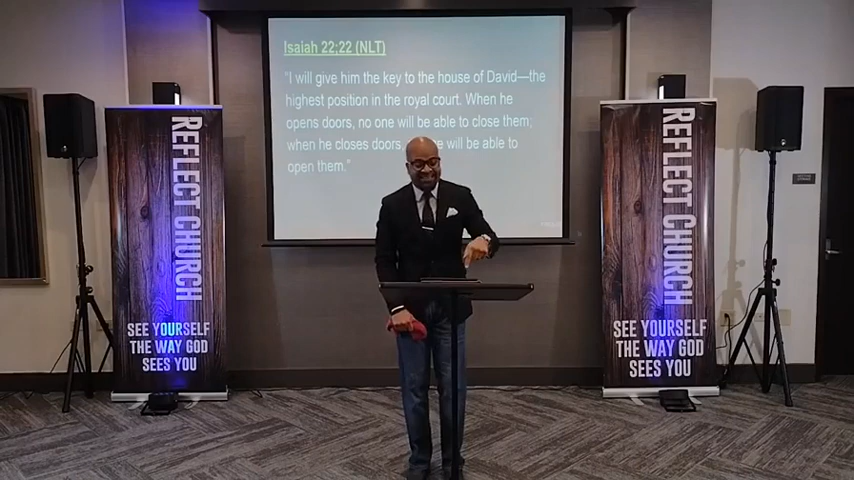 Isaiah 22;22 (NLT)
"I will give him the key to the house of David—the
highest position in the royal court. When he
opens doors, no one will be able to close them;
when he closes doors, e will be able to
open them."
REFLECT CHURCH
SEE YOURSELF
THE WAY GOD
SEES YOU
REFLECT CHURCH
SEE YOURSELF
THE WAY GOD
SEES YOU